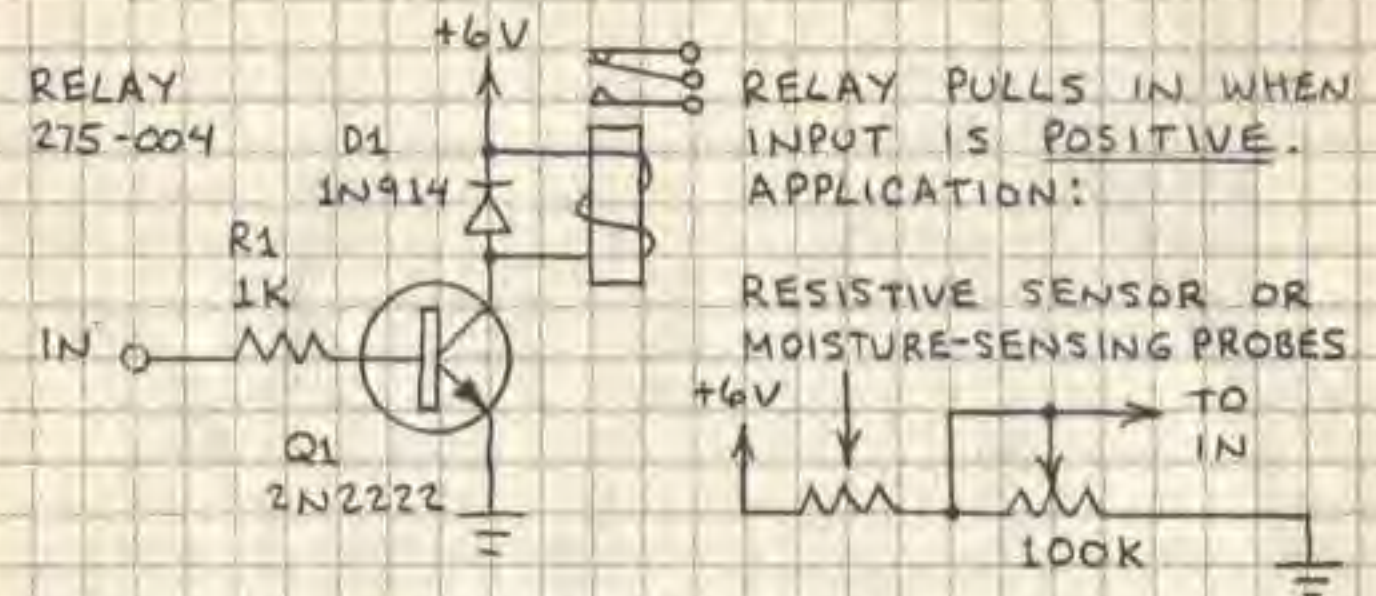 +6V
RELAY
275-004
D1
1N914
R1
1K
IN
Q1
2N2222
RELAY PULLS IN WHEN
INPUT IS POSITIVE.
APPLICATION:
RESISTIVE SENSOR OR
MOISTURE-SENSING PROBES
+6V
TO
IN
100K